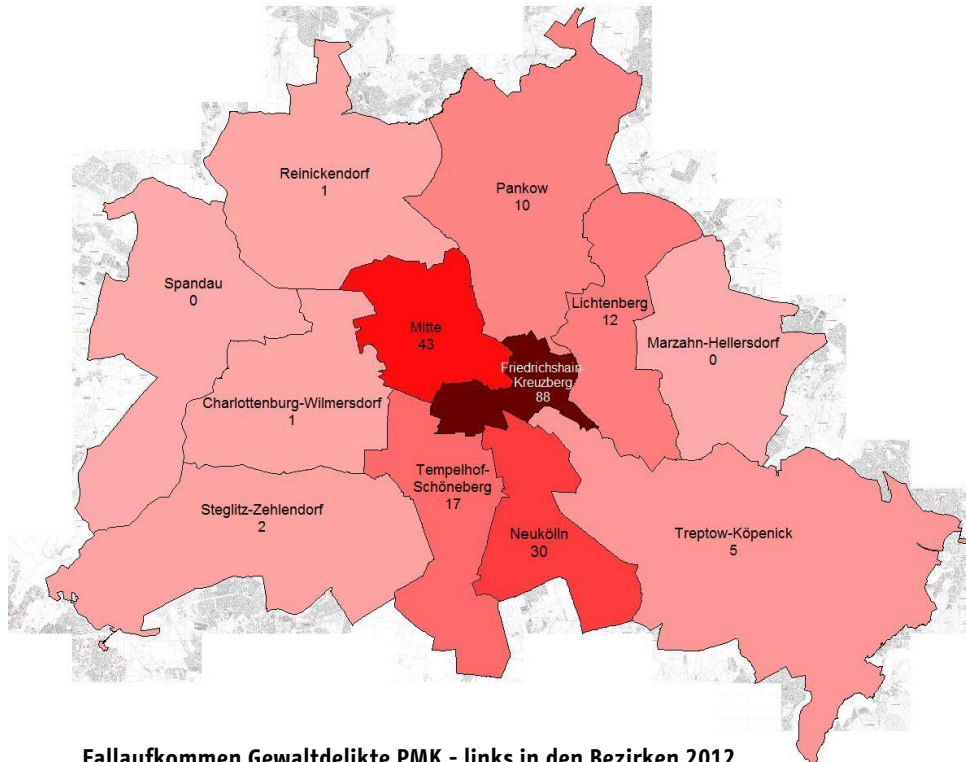 Reinickendorf
1
Pankow
10
Spandau
0
Lichtenberg
12
Mitte
43
Marzahn-Hellersdorf
0
Friedrichshain-
Kreuzberg
88
Charlottenburg-Wilmersdorf
1
Tempelhof-
Schöneberg
17
Steglitz-Zehlendorf
2
Neukölln
30
Treptow-Köpenick
5
Fallaufkommen Gewaltdelikte PMK - links in den Bezirken 2012